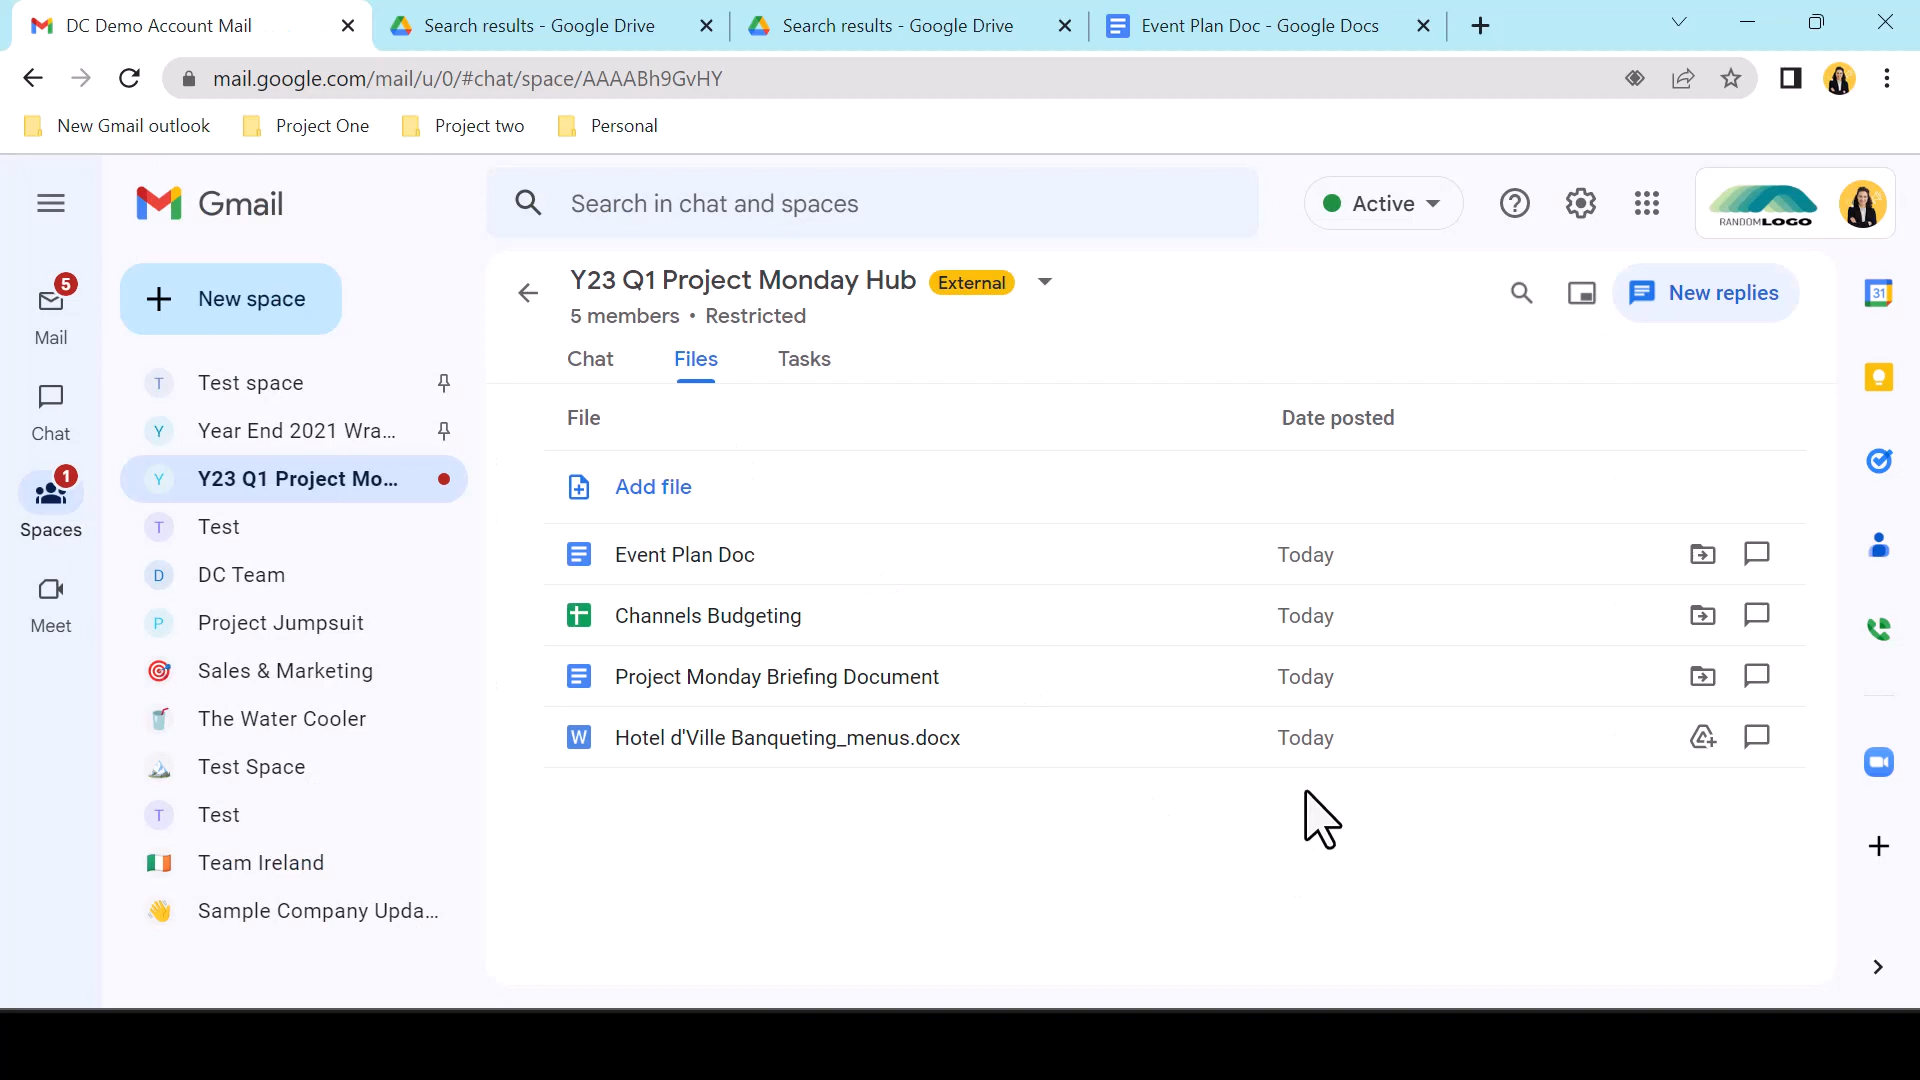 DC Demo Account Mail
Search results - Google Drive
Search results - Google Drive
Event Plan Doc - Google Docs
mail.google.com/mail/u/0/#chat/space/AAAABh9GvHY
New Gmail outlook
Project One
Project two
Personal
Gmail
Search in chat and spaces
Active
RANDOMLOGO
5
Mail
Chat
1
Spaces
Meet
New space
T Test space
Y Year End 2021 Wra...
Y Y23 Q1 Project Mo...
T Test
D DC Team
P Project Jumpsuit
Sales & Marketing
The Water Cooler
Test Space
T Test
Team Ireland
Sample Company Upda...
Y23 Q1 Project Monday Hub External
5 members • Restricted
New replies
Chat Files Tasks
File Date posted
Add file
Event Plan Doc Today
Channels Budgeting Today
Project Monday Briefing Document Today
W Hotel d'Ville Banqueting_menus.docx Today
31